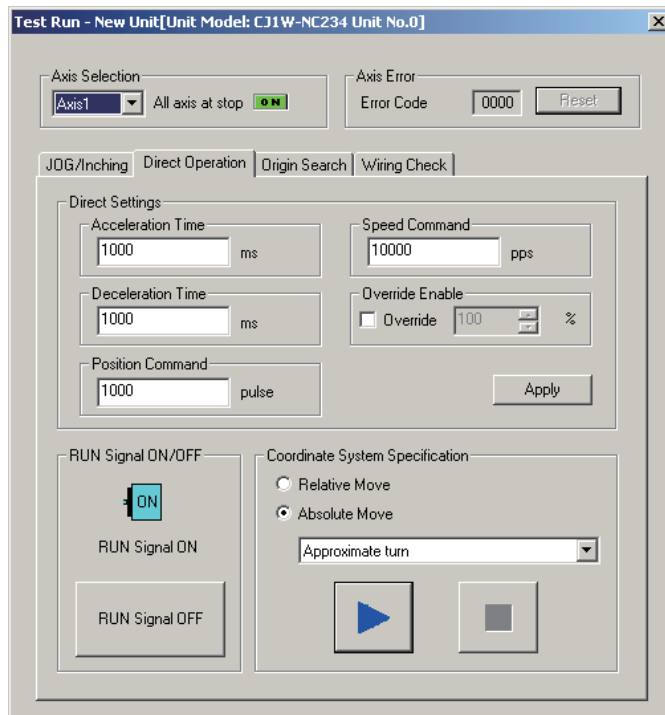 Test Run - New Unit[Unit Model: CJ1W-NC234 Unit No.0]
Axis Selection
Axis1
All axis at stop
ON
Axis Error
Error Code
0000
Reset
JOG/Inching
Direct Operation
Origin Search
Wiring Check
Direct Settings
Acceleration Time
1000
ms
Speed Command
10000
pps
Deceleration Time
1000
ms
Override Enable
Override
100
%
Position Command
1000
pulse
Apply
RUN Signal ON/OFF
ON
RUN Signal ON
RUN Signal OFF
Coordinate System Specification
Relative Move
Absolute Move
Approximate turn